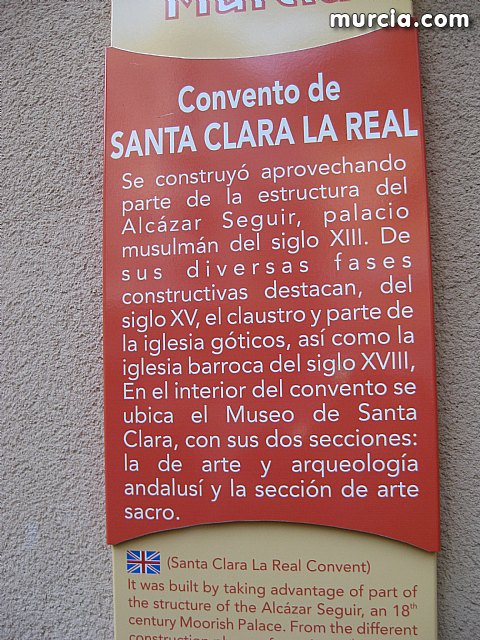 Murcia
murcia.com
Convento de
SANTA CLARA LA REAL
Se construyó aprovechando
parte de la estructura del
Alcázar Seguir, palacio
musulmán del siglo XIII. De
sus diversas fases
constructivas destacan, del
siglo XV, el claustro y parte de
la iglesia góticos, así como la
iglesia barroca del siglo XVIII,
En el interior del convento se
ubica el Museo de Santa
Clara, con sus dos secciones:
la de arte y arqueología
andalusí y la sección de arte
sacro.
(Santa Clara La Real Convent)
It was built by taking advantage of part of
the structure of the Alcázar Seguir, an 18th
century Moorish Palace. From the different